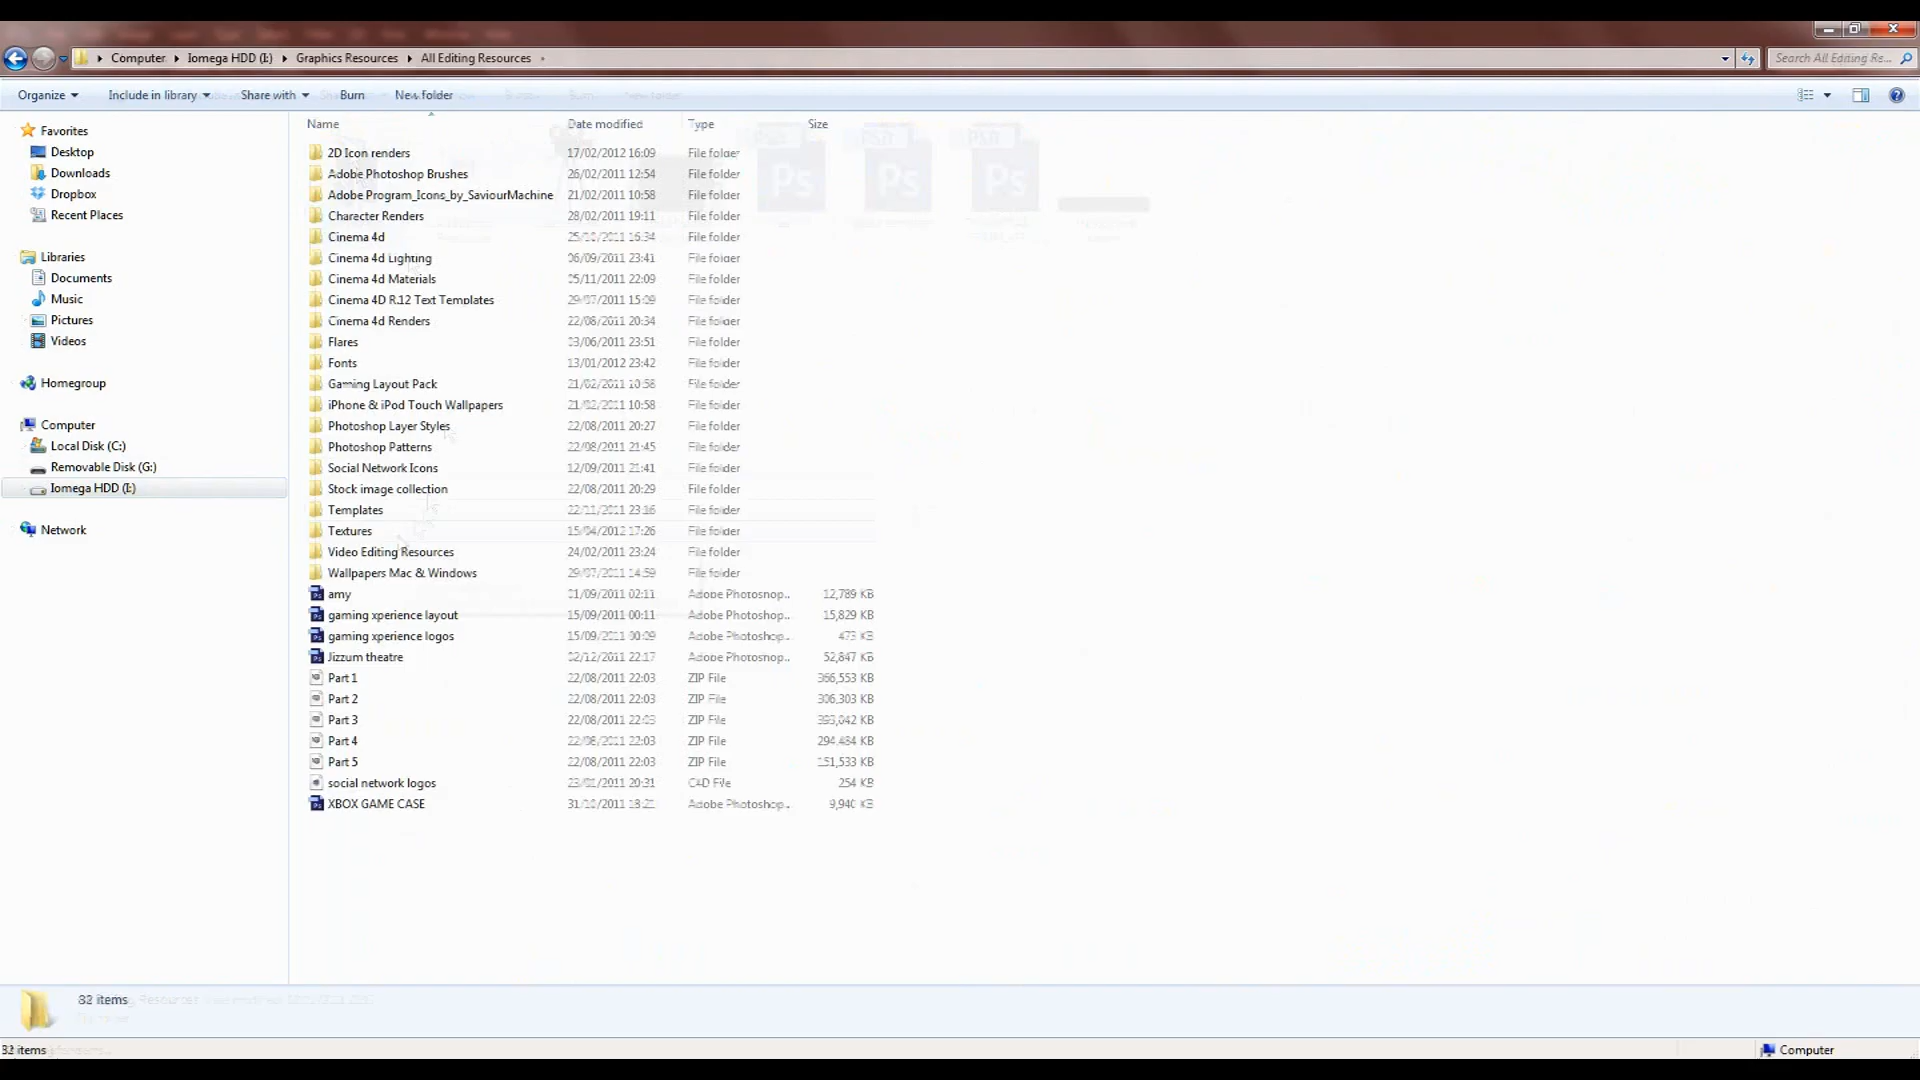 Computer Iomega HDD (I:) Graphics Resources All Editing Resources
Search All Editing Re...
Organize Include in library Share with Burn New folder
Name Date modified Type Size
Favorites
Desktop
Downloads
Dropbox
Recent Places
Libraries
Documents
Music
Pictures
Videos
Homegroup
Computer
Local Disk (C:)
Removable Disk (G:)
Iomega HDD (I:)
Network
2D Icon renders 17/02/2012 16:09 File folder
Adobe Photoshop Brushes 26/02/2011 12:54 File folder
Adobe Program_Icons_by_SaviourMachine 21/02/2011 10:58 File folder
Character Renders 28/02/2011 19:11 File folder
Cinema 4d 25/10/2011 16:34 File folder
Cinema 4d Lighting 06/09/2011 23:41 File folder
Cinema 4d Materials 05/11/2011 22:09 File folder
Cinema 4D R.12 Text Templates 29/07/2011 15:09 File folder
Cinema 4d Renders 22/08/2011 20:34 File folder
Flares 03/06/2011 23:51 File folder
Fonts 13/01/2012 23:42 File folder
Gaming Layout Pack 21/02/2011 10:58 File folder
iPhone & iPod Touch Wallpapers 21/02/2011 10:58 File folder
Photoshop Layer Styles 22/08/2011 20:27 File folder
Photoshop Patterns 22/08/2011 21:45 File folder
Social Network Icons 12/09/2011 21:41 File folder
Stock image collection 22/08/2011 20:29 File folder
Templates 22/11/2011 23:16 File folder
Textures 15/04/2012 17:26 File folder
Video Editing Resources 24/02/2011 23:24 File folder
Wallpapers Mac & Windows 29/07/2011 14:59 File folder
amy 01/09/2011 02:11 Adobe Photoshop... 12,789 KB
gaming xperience layout 15/09/2011 00:11 Adobe Photoshop... 15,829 KB
gaming xperience logos 15/09/2011 00:09 Adobe Photoshop... 473 KB
Jizzum theatre 02/12/2011 22:17 Adobe Photoshop... 52,847 KB
Part 1 22/08/2011 22:03 ZIP File 366,553 KB
Part 2 22/08/2011 22:03 ZIP File 306,303 KB
Part 3 22/08/2011 22:03 ZIP File 393,042 KB
Part 4 22/08/2011 22:03 ZIP File 294,484 KB
Part 5 22/08/2011 22:03 ZIP File 151,533 KB
social network logos 20:31 C4D File 254 KB
XBOX GAME CASE 31/10/2011 18:21 Adobe Photoshop... 9,940 KB
32 items
32 items
Computer